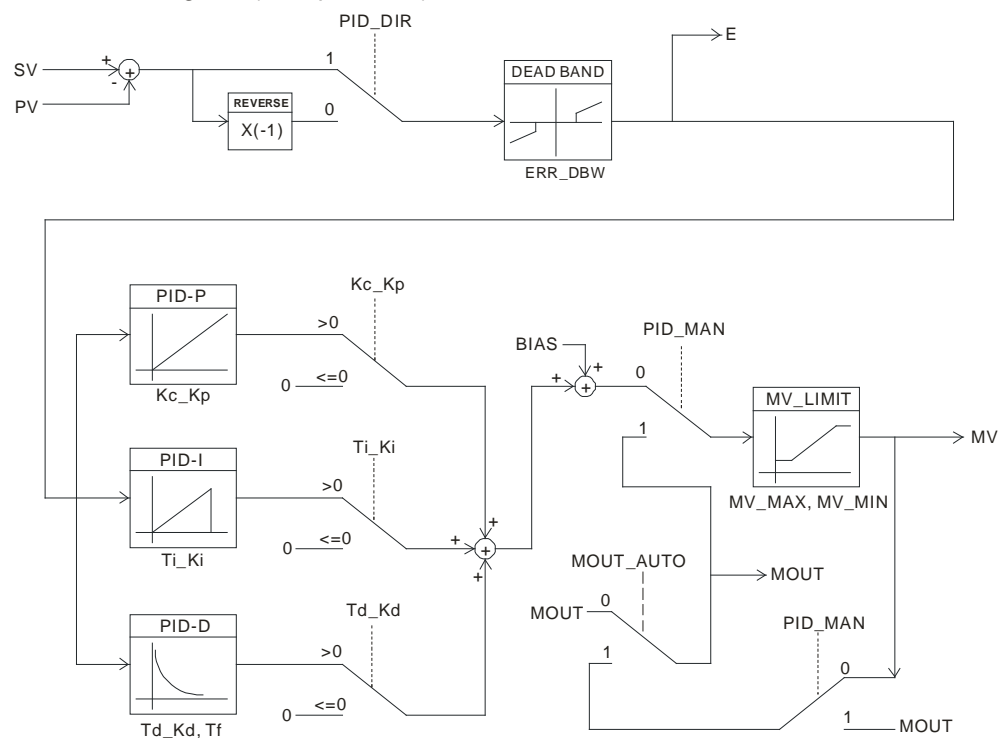 PID_DIR
E
SV
+
+
-
PV
1
0
REVERSE
X(-1)
DEAD BAND
ERR_DBW
PID-P
Kc_Kp
Kc_Kp
>0
0
<=0
PID-I
Ti_Ki
Ti_Ki
>0
0
<=0
PID-D
Td_Kd, Tf
Td_Kd
>0
0
<=0
+
+
+
+
BIAS
+
+
+
PID_MAN
0
1
MV_LIMIT
MV_MAX, MV_MIN
MV
MOUT_AUTO
MOUT
MOUT
0
1
PID_MAN
0
1
MOUT